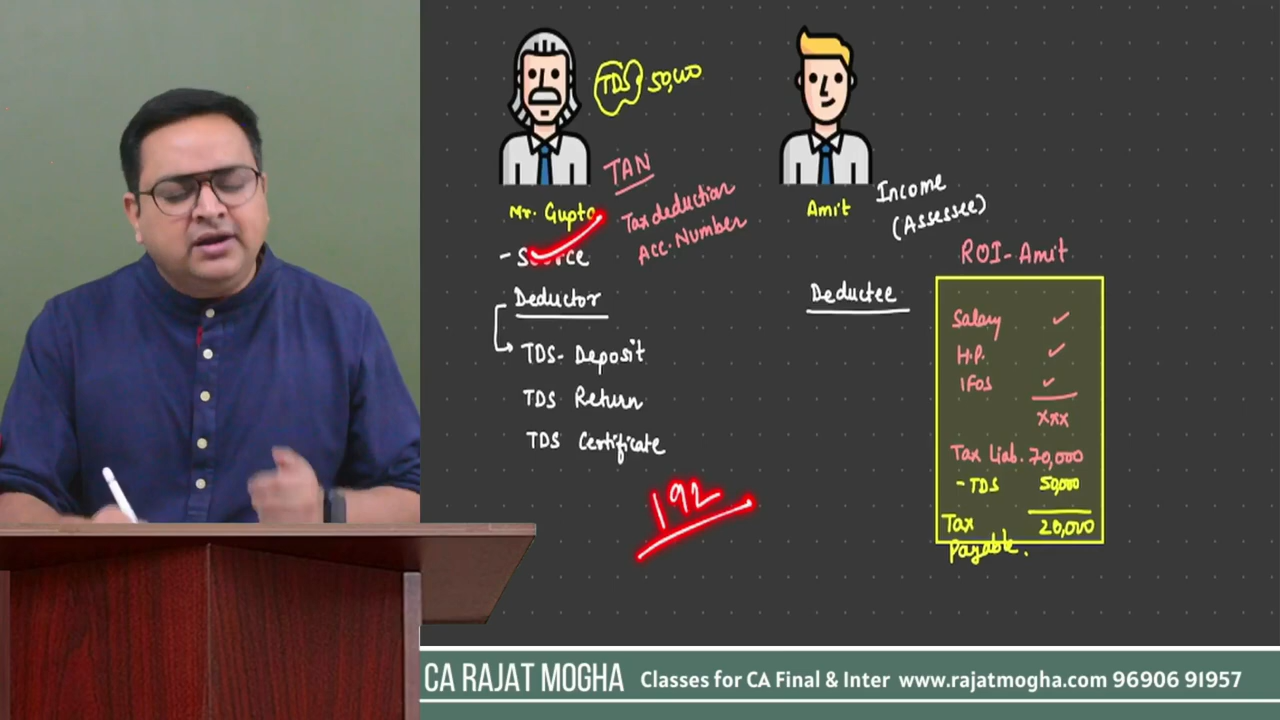 TDS 50,000
TAN
Tax deduction
Acc. Number
Mr. Gupta
- Source
Deductor
TDS- Deposit
TDS Return
TDS Certificate
192
Amit
Income
(Assessee)
Deductee
ROI- Amit
Salary ✓
H.P. ✓
IFOS ✓
xxx
Tax Liab. 70,000
- TDS 50,000
Tax 20,000
Payable.
CA RAJAT MOGHA Classes for CA Final & Inter www.rajatmogha.com 96906 91957